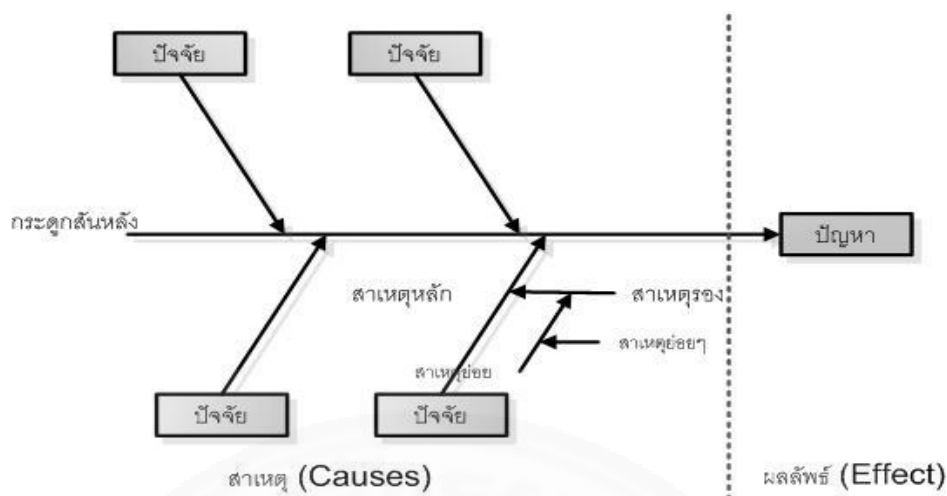 ปัจจัย
ปัจจัย
กระดูกสันหลัง
ปัญหา
สาเหตุหลัก
สาเหตุรอง
สาเหตุย่อยๆ
สาเหตุย่อย
ปัจจัย
ปัจจัย
สาเหตุ (Causes)
ผลลัพธ์ (Effect)